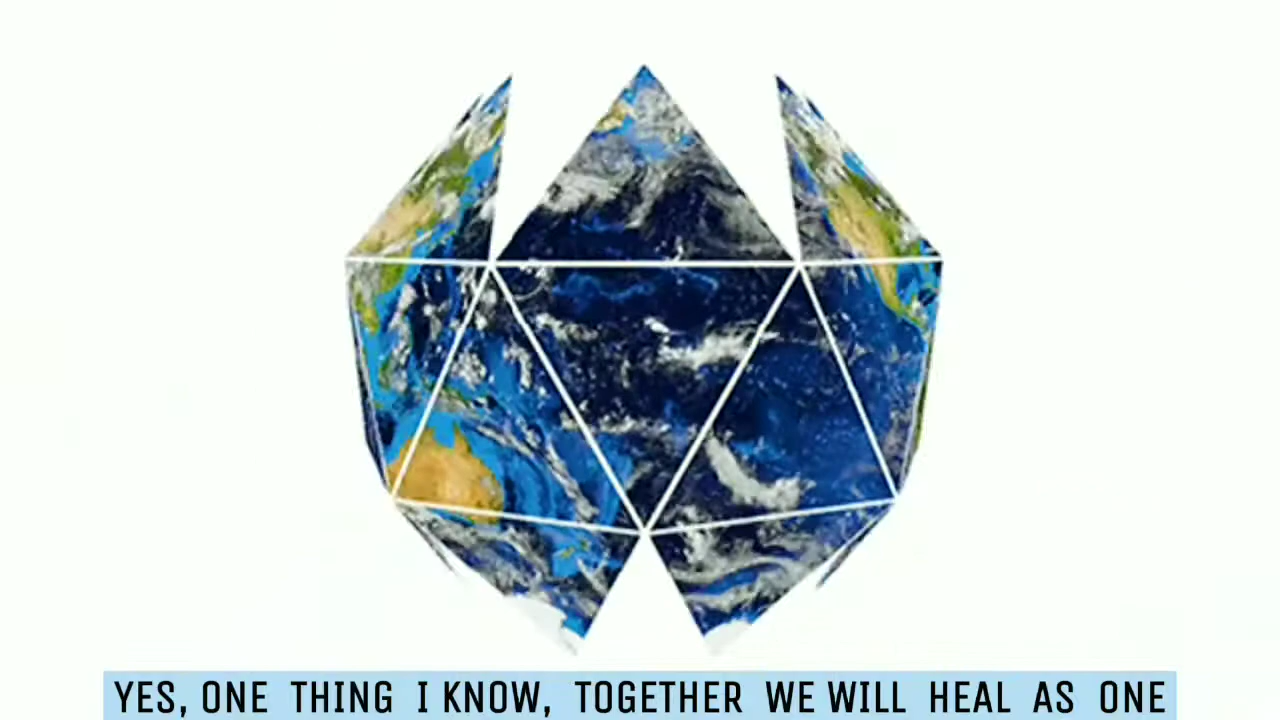 YES, ONE THING I KNOW, TOGETHER WE WILL HEAL AS ONE